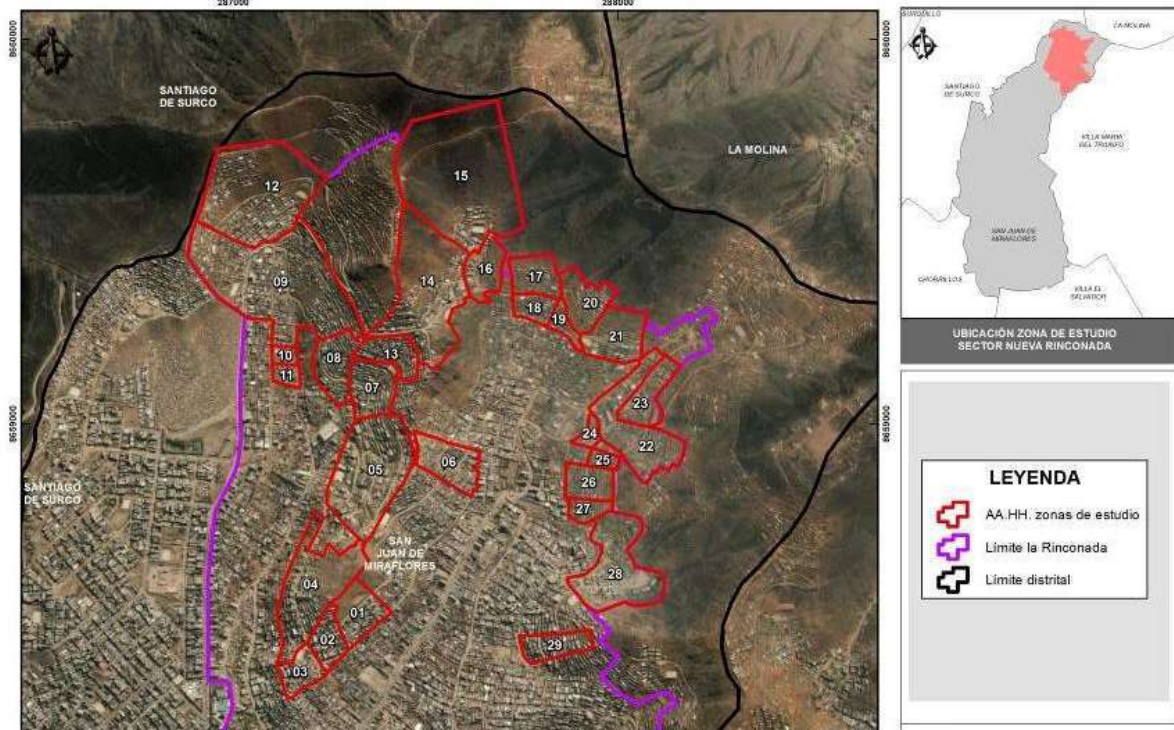 287000
288000
8660000
8660000
SANTIAGO
DE SURCO
LA MOLINA
12
15
09
14
16
17
18
19
20
21
10
11
08
13
07
23
24
22
05
06
25
26
27
8659000
8659000
SANTIAGO
DE SURCO
SAN
JUAN DE
MIRAFLORES
04
01
28
02
03
29
SURQUILLO
LA MOLINA
SANTIAGO
DE SURCO
VILLA MARIA
DEL TRIUNFO
SAN JUAN DE
MIRAFLORES
CHORRILLOS
VILLA EL
SALVADOR
UBICACIÓN ZONA DE ESTUDIO
SECTOR NUEVA RINCONADA
LEYENDA
AA.HH. zonas de estudio
Límite la Rinconada
Límite distrital